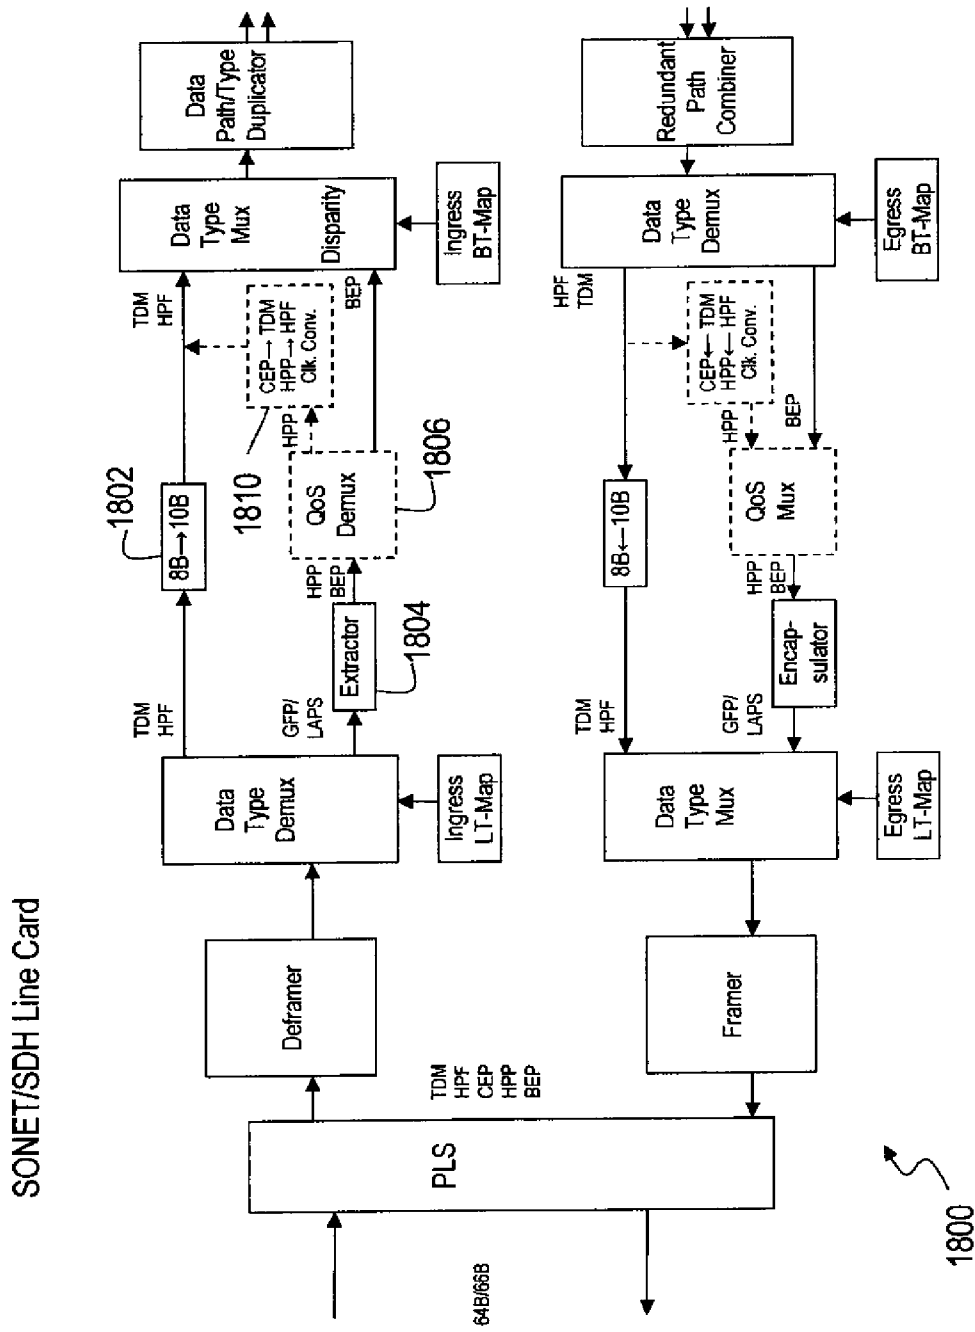 SONET/SDH Line Card
64B/66B
PLS
TDM
HPF
CEP
HPP
BEP
Deframer
Data
Type
Demux
Ingress
LT-Map
TDM
HPF
GFP/
LAPS
8B→10B
1802
Extractor
1804
HPP
BEP
QoS
Demux
1806
HPP
CEP→TDM
HPP→HPF
Clk. Conv.
1810
TDM
HPF
BEP
Data
Type
Mux
Disparity
Ingress
BT-Map
Data
Path/Type
Duplicator
Framer
Data
Type
Mux
Egress
LT-Map
TDM
HPF
GFP/
LAPS
8B←10B
Encap-
sulator
HPP
BEP
QoS
Mux
HPP
BEP
CEP←TDM
HPP←HPF
Clk. Conv.
HPF
TDM
Data
Type
Demux
Egress
BT-Map
Redundant
Path
Combiner
1800